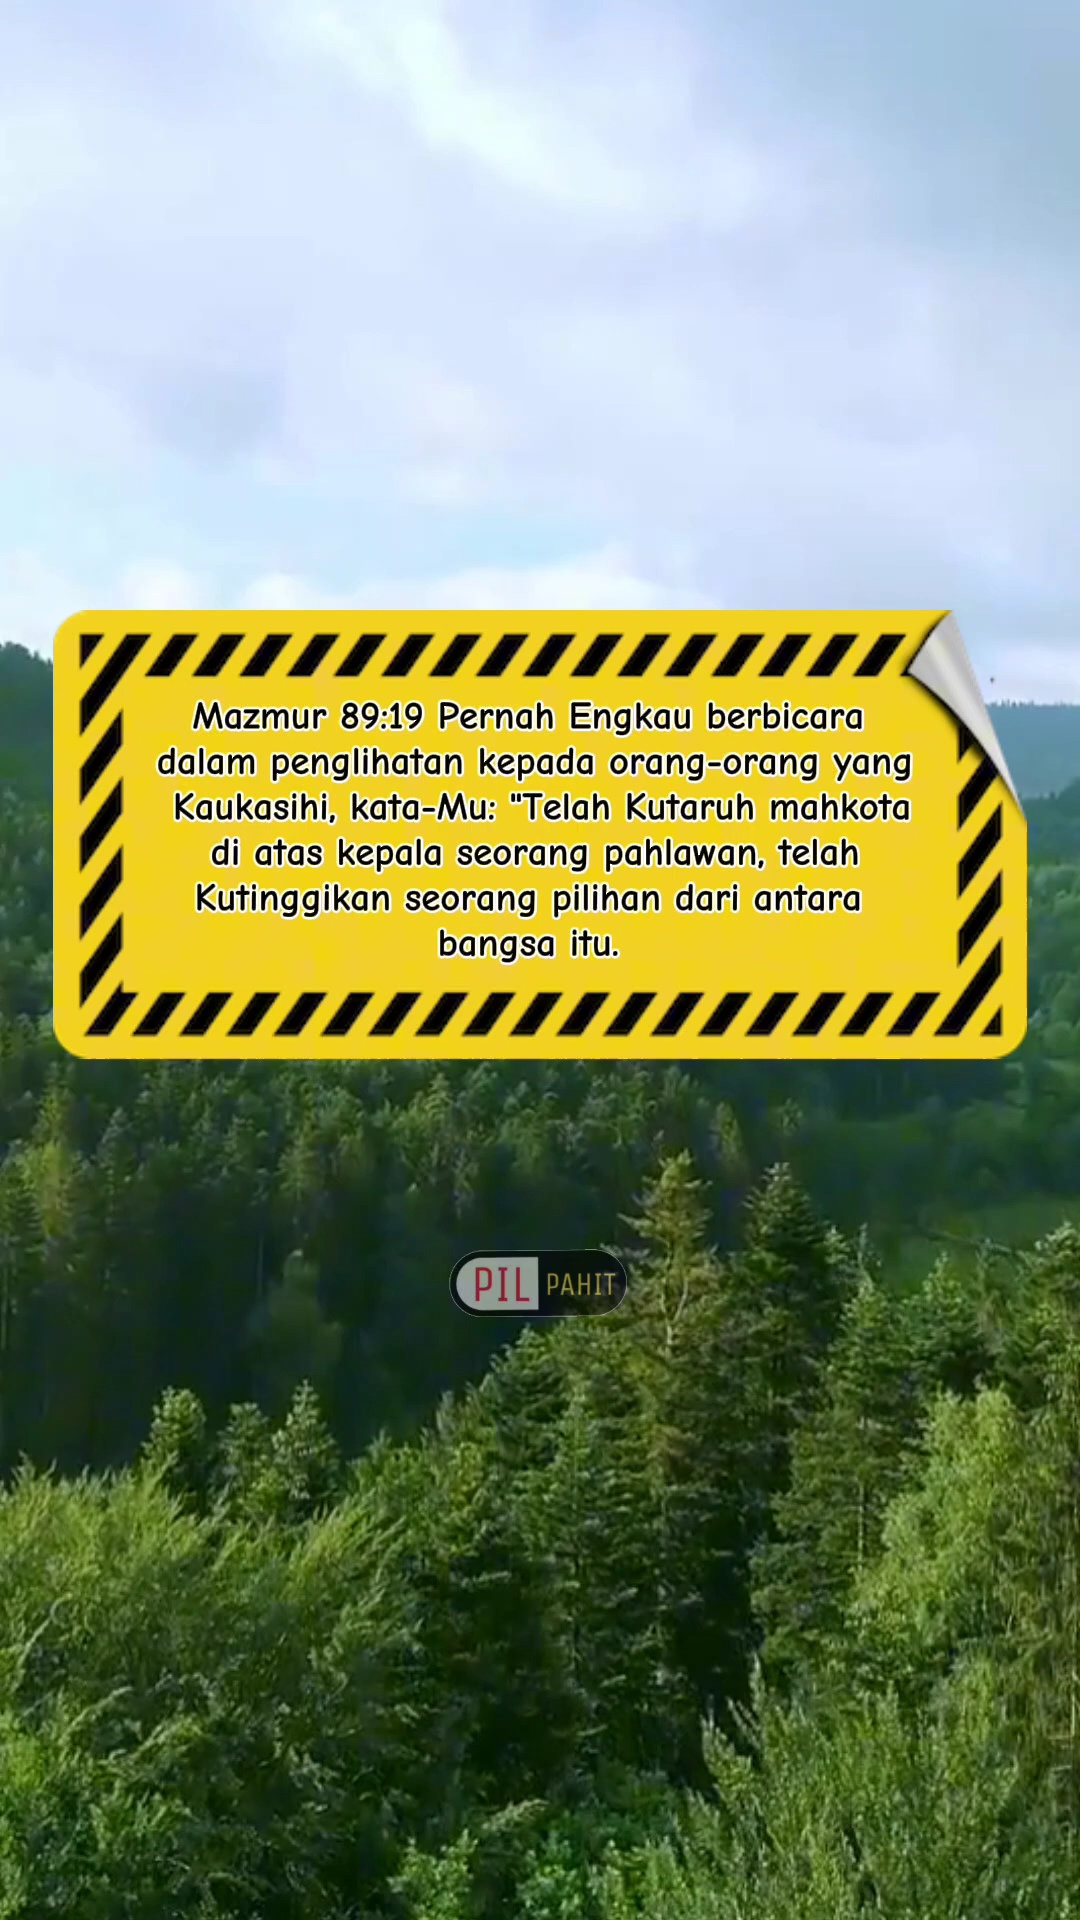 Mazmur 89:19 Pernah Engkau berbicara
dalam penglihatan kepada orang-orang yang
Kaukasihi, kata-Mu: "Telah Kutaruh mahkota
di atas kepala seorang pahlawan, telah
Kutinggikan seorang pilihan dari antara
bangsa itu.
PIL PAHIT